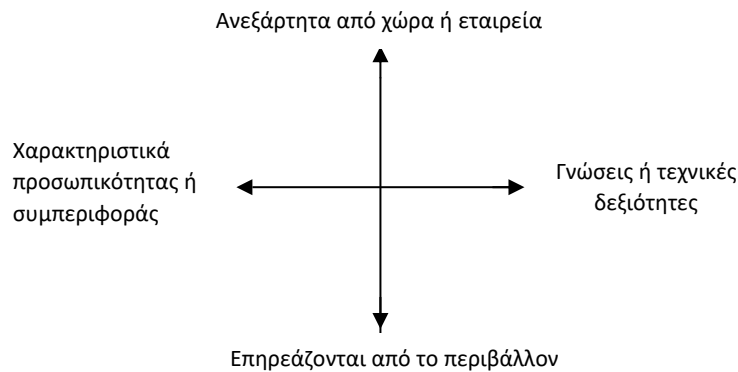 Ανεξάρτητα από χώρα ή εταιρεία
Χαρακτηριστικά
προσωπικότητας ή
συμπεριφοράς
Γνώσεις ή τεχνικές
δεξιότητες
Επηρεάζονται από το περιβάλλον